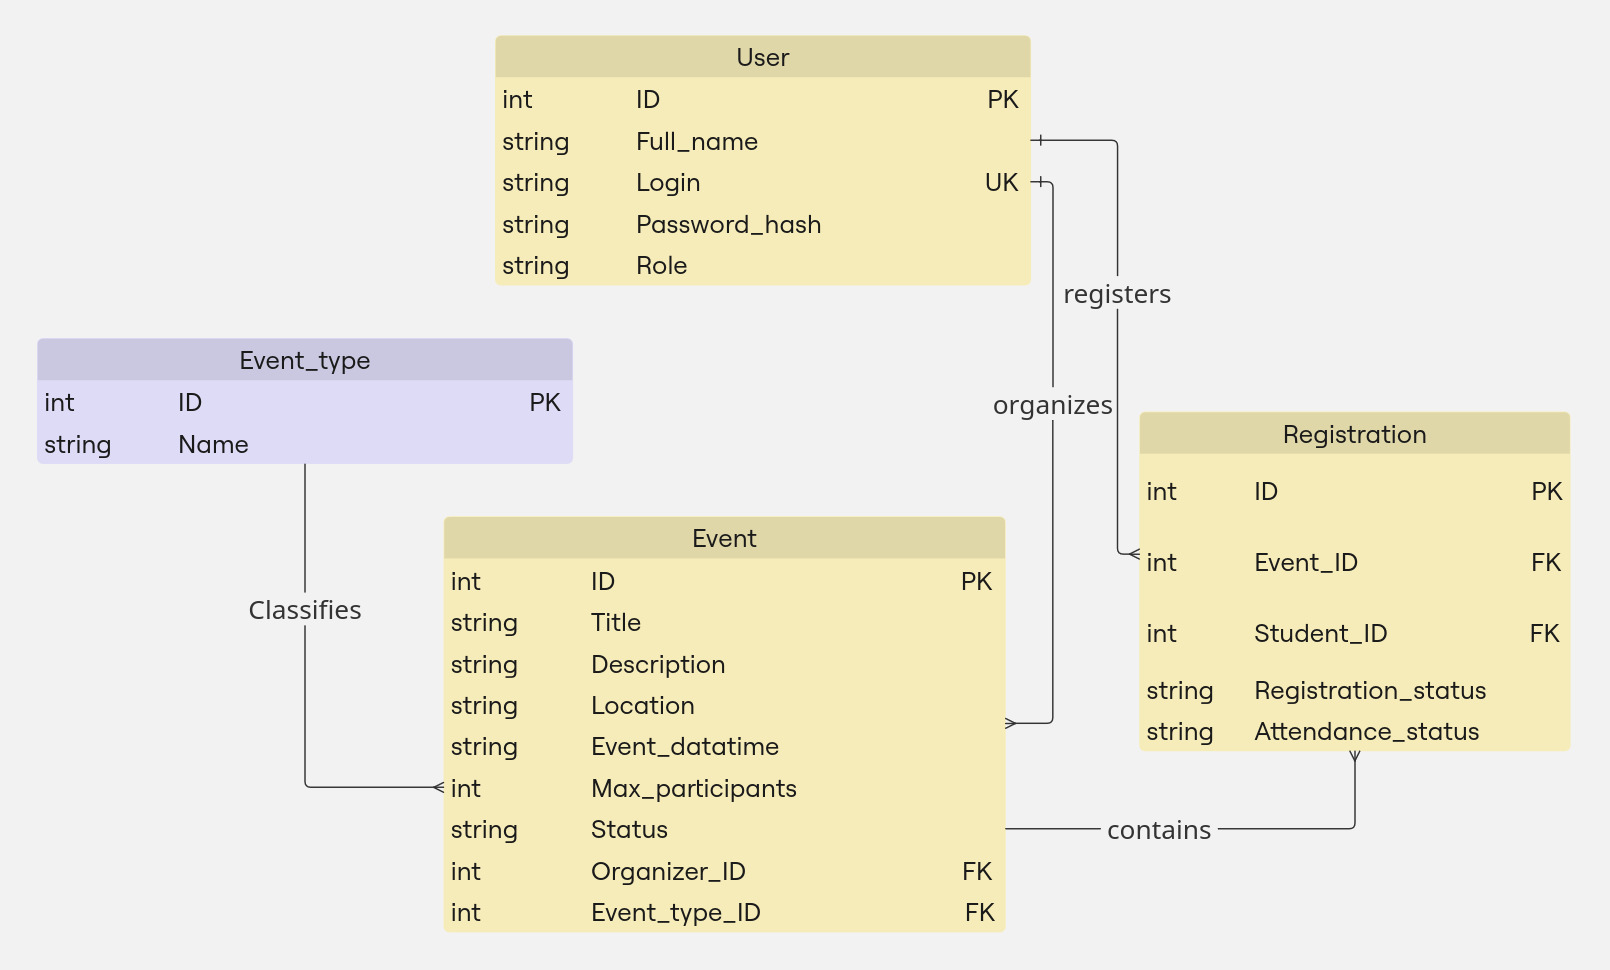 User
int ID PK
string Full_name
string Login UK
string Password_hash
string Role
registers
organizes
Event_type
int ID PK
string Name
Classifies
Registration
int ID PK
int Event_ID FK
int Student_ID FK
string Registration_status
string Attendance_status
Event
int ID PK
string Title
string Description
string Location
string Event_datatime
int Max_participants
string Status
int Organizer_ID FK
int Event_type_ID FK
contains